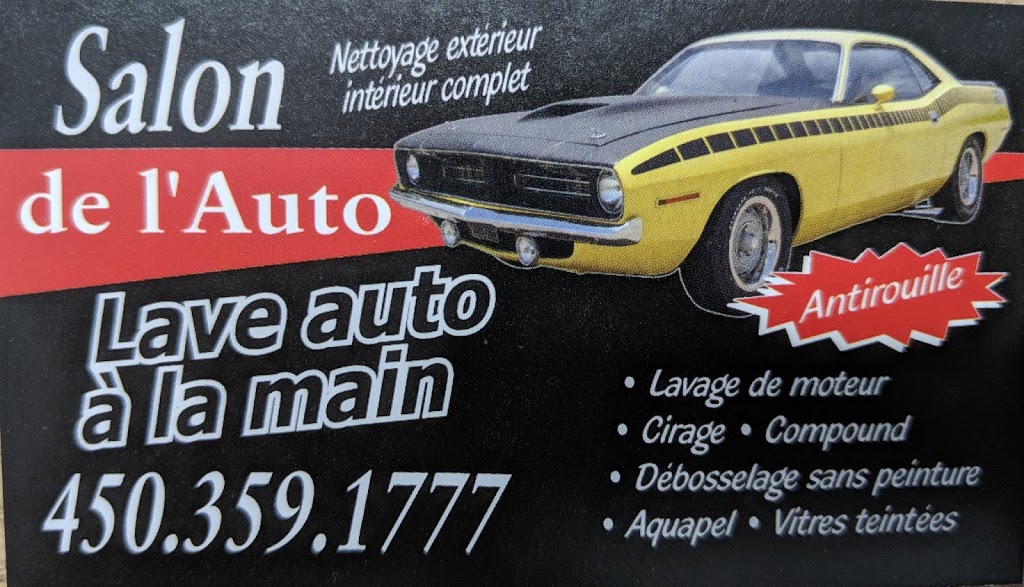 Salon
de l'Auto
Nettoyage extérieur
intérieur complet
Lave auto
à la main
450.359.1777
Antirouille
• Lavage de moteur
• Cirage • Compound
• Débosselage sans peinture
• Aquapel • Vitres teintées